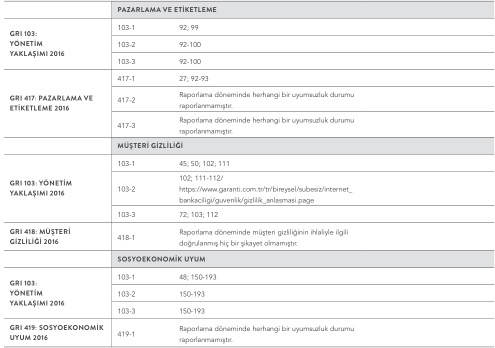 PAZARLAMA VE ETİKETLEME
GRI 103:
YÖNETİM
YAKLAŞIMI 2016
103-1 92; 99
103-2 92-100
103-3 92-100
GRI 417: PAZARLAMA VE
ETİKETLEME 2016
417-1 27; 92-93
417-2 Raporlama döneminde herhangi bir uyumsuzluk durumu
raporlanmamıştır.
417-3 Raporlama döneminde herhangi bir uyumsuzluk durumu
raporlanmamıştır.
MÜŞTERİ GİZLİLİĞİ
GRI 103: YÖNETİM
YAKLAŞIMI 2016
103-1 45; 50; 102; 111
103-2 102; 111-112/
https://www.garanti.com.tr/tr/bireysel/subesiz/internet_
bankaciligi/guvenlik/gizlilik_anlasmasi.page
103-3 72; 103; 112
GRI 418: MÜŞTERİ
GİZLİLİĞİ 2016
418-1 Raporlama döneminde müşteri gizliliğinin ihlaliyle ilgili
doğrulanmış hiç bir şikayet olmamıştır.
SOSYOEKONOMİK UYUM
GRI 103:
YÖNETİM
YAKLAŞIMI 2016
103-1 48; 150-193
103-2 150-193
103-3 150-193
GRI 419: SOSYOEKONOMİK
UYUM 2016
419-1 Raporlama döneminde herhangi bir uyumsuzluk durumu
raporlanmamıştır.